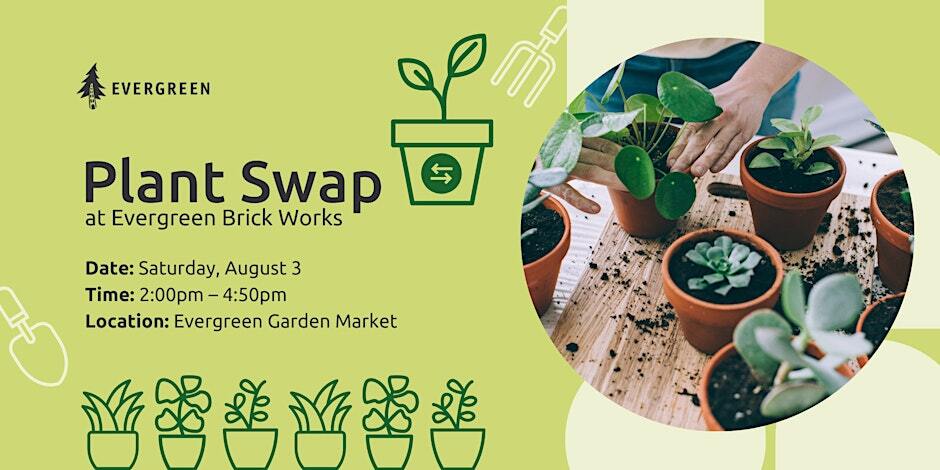 EVERGREEN
Plant Swap
at Evergreen Brick Works
Date: Saturday, August 3
Time: 2:00pm – 4:50pm
Location: Evergreen Garden Market